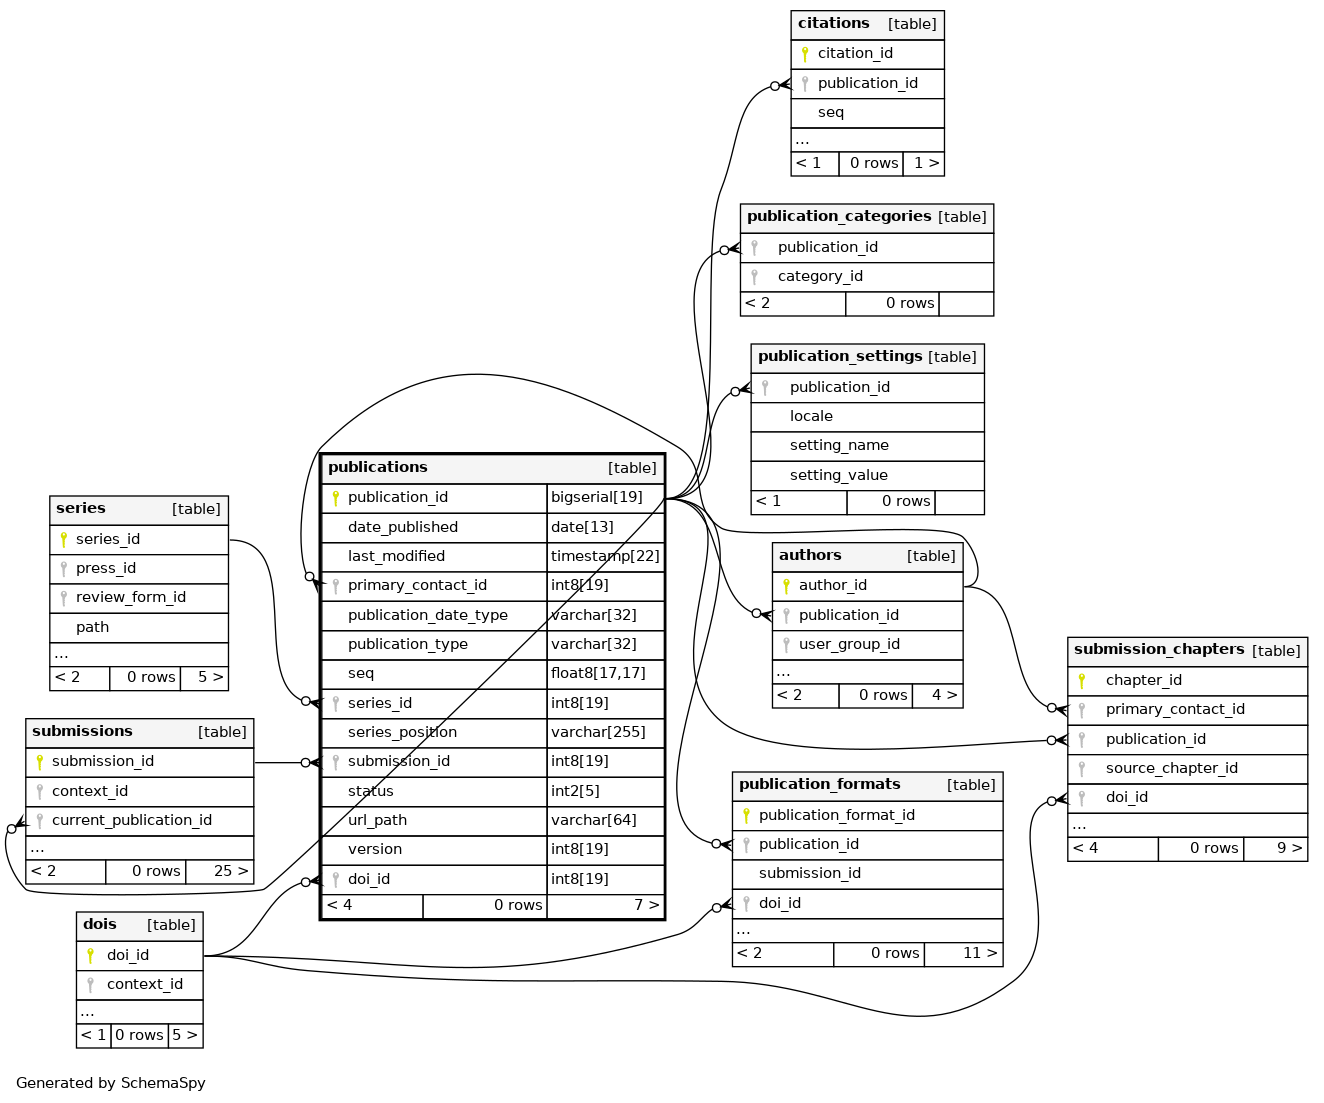 citations [table]
citation_id
publication_id
seq
...
< 1 0 rows 1 >
publication_categories [table]
publication_id
category_id
< 2 0 rows
publication_settings [table]
publication_id
locale
setting_name
setting_value
< 1 0 rows
publications [table]
publication_id bigserial[19]
date_published date[13]
last_modified timestamp[22]
primary_contact_id int8[19]
publication_date_type varchar[32]
publication_type varchar[32]
seq float8[17,17]
series_id int8[19]
series_position varchar[255]
submission_id int8[19]
status int2[5]
url_path varchar[64]
version int8[19]
doi_id int8[19]
< 4 0 rows 7 >
series [table]
series_id
press_id
review_form_id
path
...
< 2 0 rows 5 >
authors [table]
author_id
publication_id
user_group_id
...
< 2 0 rows 4 >
submission_chapters [table]
chapter_id
primary_contact_id
publication_id
source_chapter_id
doi_id
...
< 4 0 rows 9 >
submissions [table]
submission_id
context_id
current_publication_id
...
< 2 0 rows 25 >
publication_formats [table]
publication_format_id
publication_id
submission_id
doi_id
...
< 2 0 rows 11 >
dois [table]
doi_id
context_id
...
< 1 0 rows 5 >
Generated by SchemaSpy